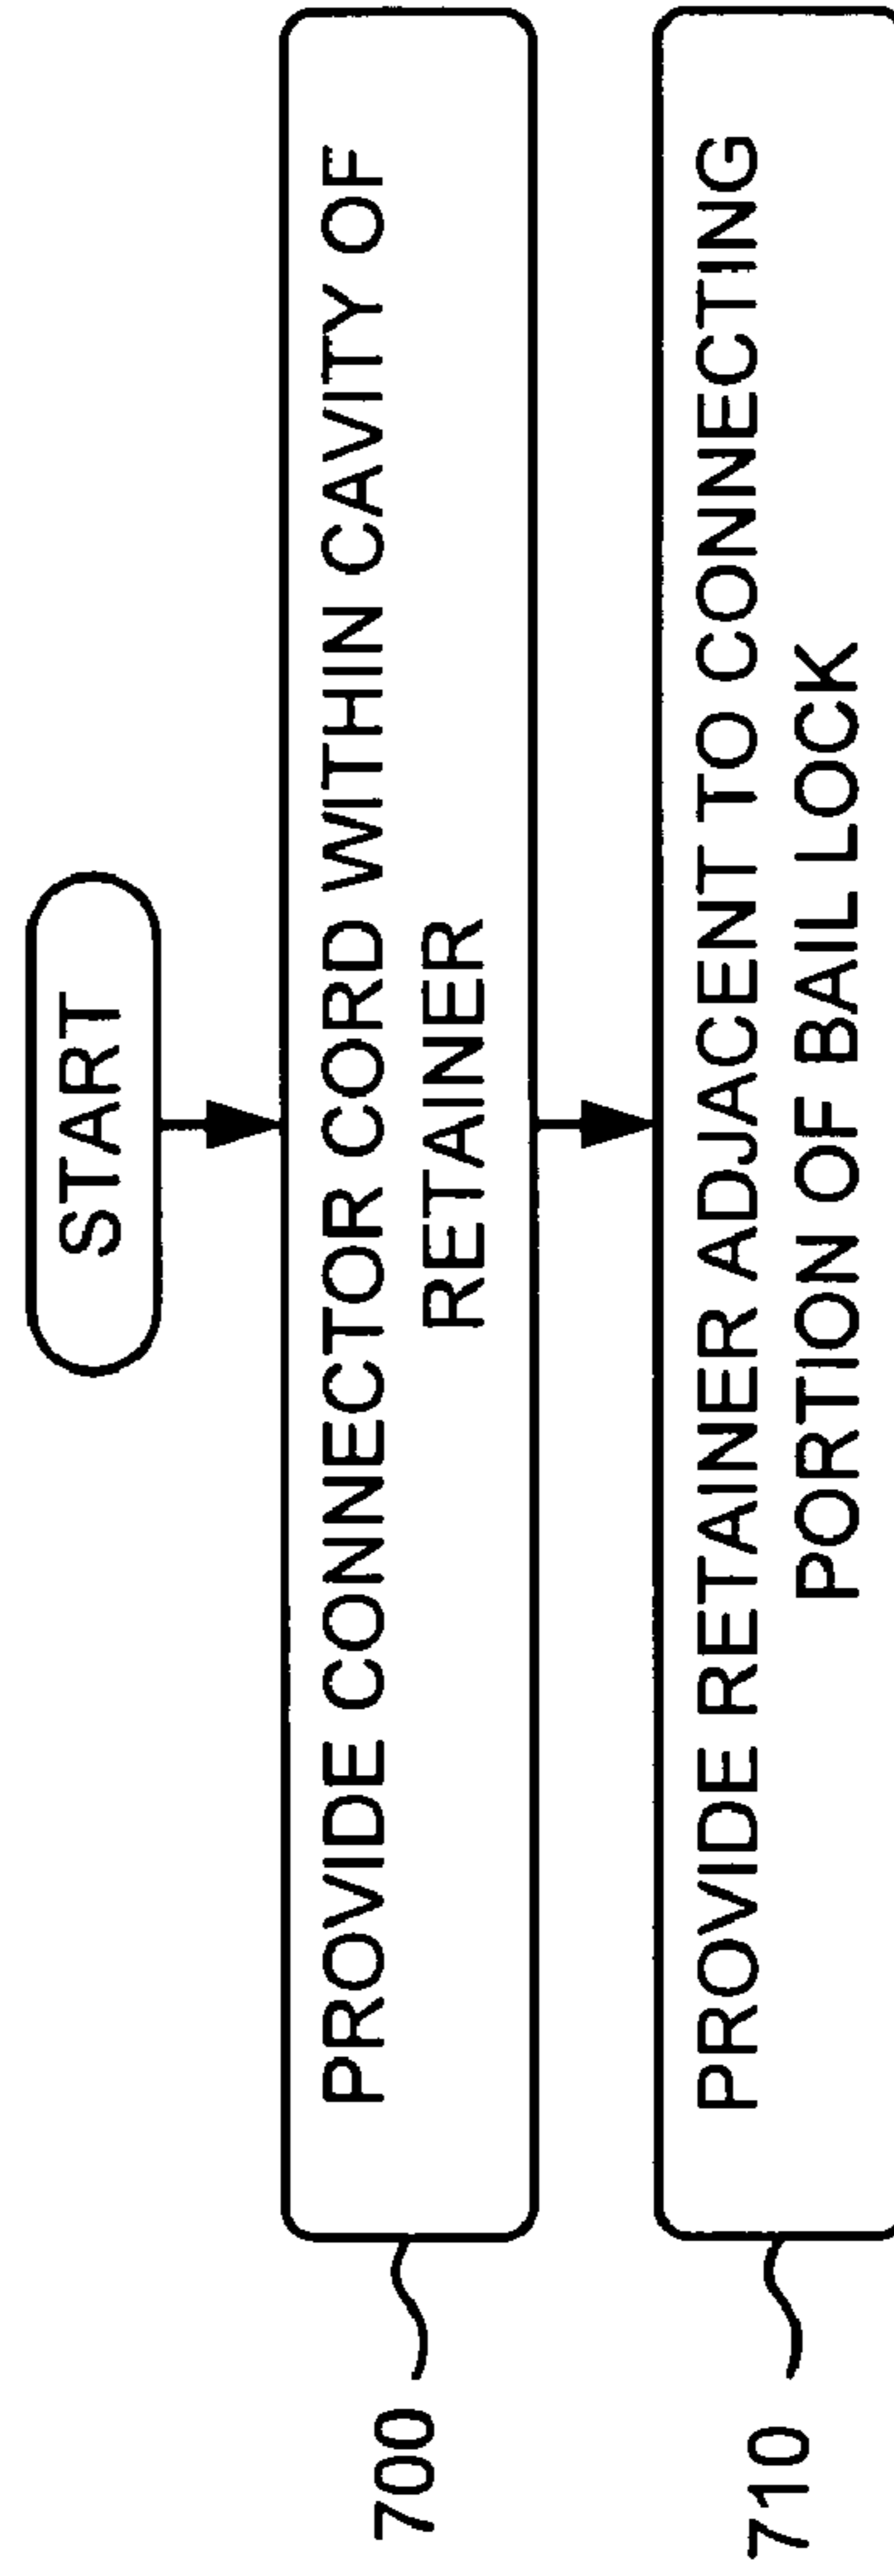 START
PROVIDE CONNECTOR CORD WITHIN CAVITY OF
RETAINER
700
PROVIDE RETAINER ADJACENT TO CONNECTING
PORTION OF BAIL LOCK
710